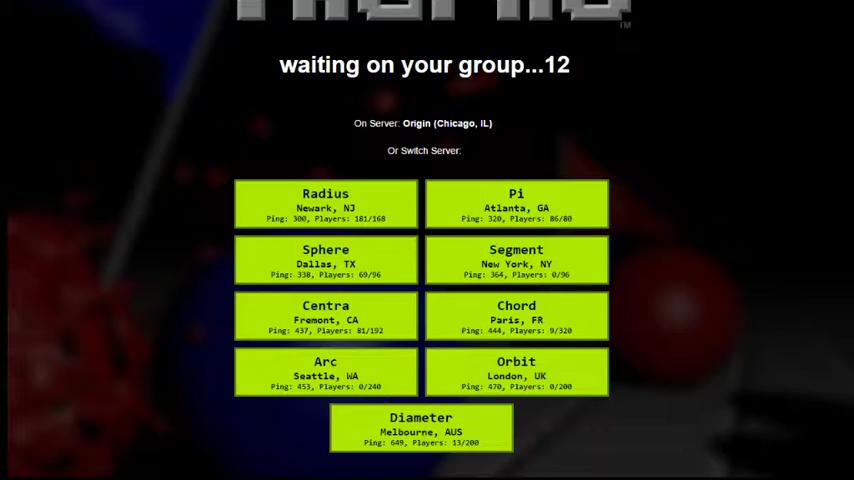 TM
waiting on your group...12
On Server: Origin (Chicago, IL)
Or Switch Server:
Radius
Newark, NJ
Ping: 300, Players: 181/168
Pi
Atlanta, GA
Ping: 320, Players: 86/80
Sphere
Dallas, TX
Ping: 338, Players: 69/96
Segment
New York, NY
Ping: 364, Players: 0/96
Centra
Fremont, CA
Ping: 437, Players: 81/192
Chord
Paris, FR
Ping: 444, Players: 9/320
Arc
Seattle, WA
Ping: 453, Players: 0/240
Orbit
London, UK
Ping: 470, Players: 0/200
Diameter
Melbourne, AUS
Ping: 649, Players: 13/200